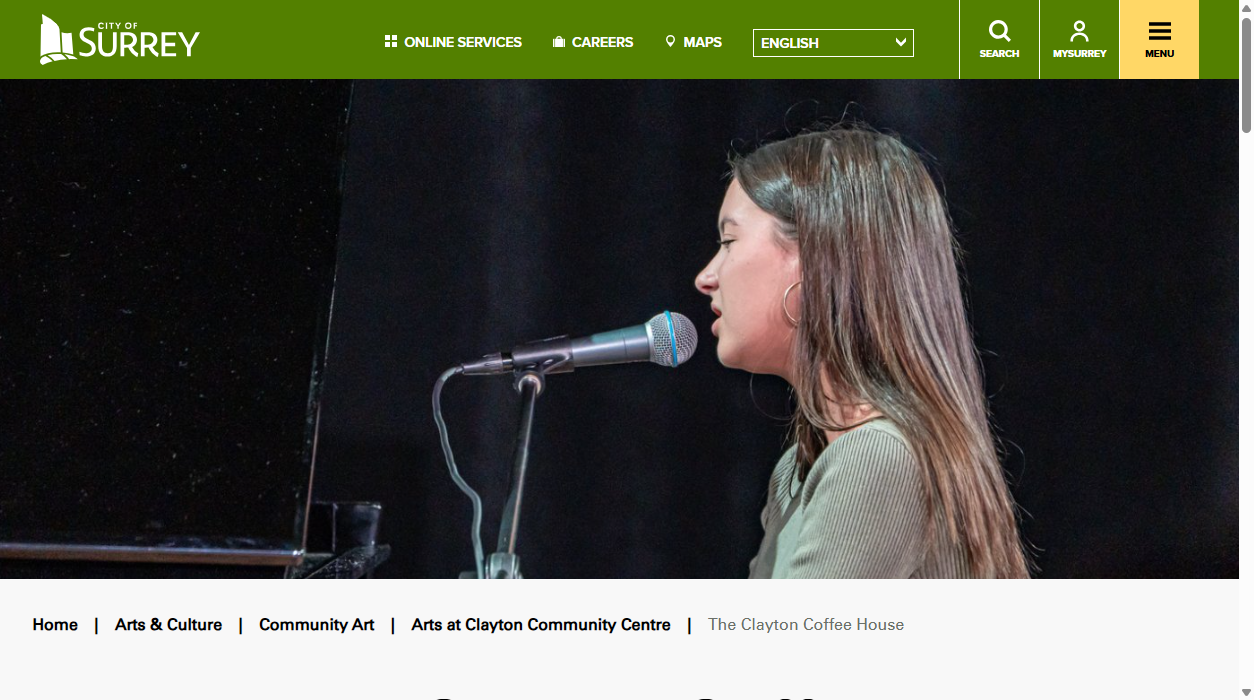 CITY OF
SURREY
ONLINE SERVICES
CAREERS
MAPS
ENGLISH
SEARCH
MYSURREY
MENU
Home | Arts & Culture | Community Art | Arts at Clayton Community Centre | The Clayton Coffee House